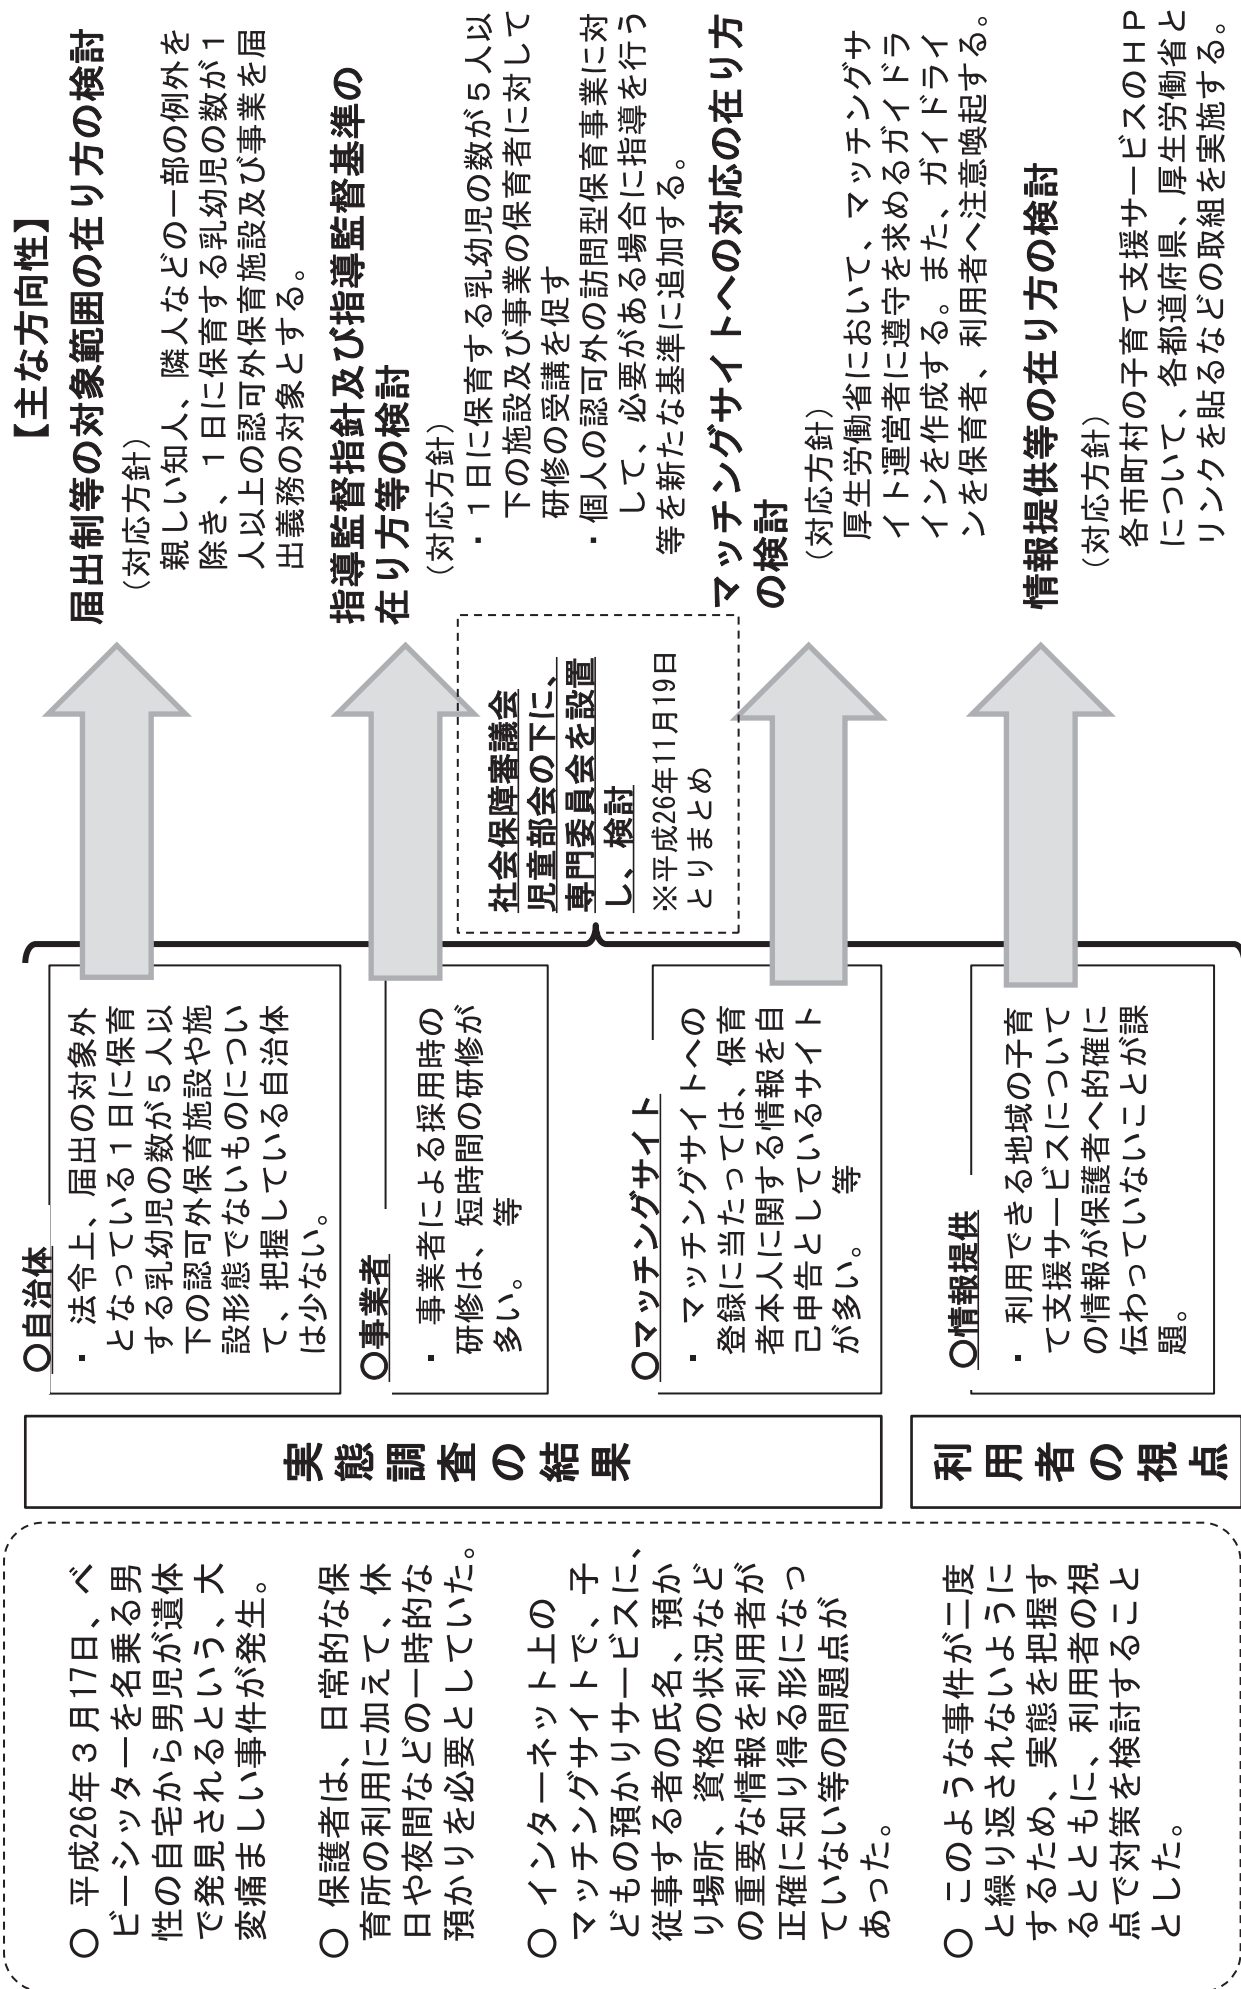 ○ 平成26年３月17日、ベ
ビーシッターを名乗る男
性の自宅から男児が遺体
で発見されるという、大
変痛ましい事件が発生。
○ 保護者は、日常的な保
育所の利用に加えて、休
日や夜間などの一時的な
預かりを必要としていた。
○ インターネット上の
マッチングサイトで、子
どもの預かりサービスに、
従事する者の氏名、預か
り場所、資格の状況など
の重要な情報を利用者が
正確に知り得る形になっ
ていない等の問題点が
あった。
○ このような事件が二度
と繰り返されないように
するため、実態を把握す
るとともに、利用者の視
点で対策を検討すること
とした。
実態調査の結果
利用者の視点
○自治体
・ 法令上、届出の対象外
となっている１日に保育
する乳幼児の数が５人以
下の認可外保育施設や施
設形態でないものについ
て、把握している自治体
は少ない。
○事業者
・ 事業者による採用時の
研修は、短時間の研修が
多い。 等
○マッチングサイト
・ マッチングサイトへの
登録に当たっては、保育
者本人に関する情報を自
己申告としているサイト
が多い。 等
○情報提供
・ 利用できる地域の子育
て支援サービスについて
の情報が保護者へ的確に
伝わっていないことが課
題。
社会保障審議会
児童部会の下に、
専門委員会を設置
し、検討
※平成26年11月19日
とりまとめ
【主な方向性】
届出制等の対象範囲の在り方の検討
（対応方針）
親しい知人、隣人などの一部の例外を
除き、１日に保育する乳幼児の数が１
人以上の認可外保育施設及び事業を届
出義務の対象とする。
指導監督指針及び指導監督基準の
在り方等の検討
（対応方針）
・ １日に保育する乳幼児の数が５人以
下の施設及び事業の保育者に対して
研修の受講を促す
・ 個人の認可外の訪問型保育事業に対
して、必要がある場合に指導を行う
等を新たな基準に追加する。
マッチングサイトへの対応の在り方
の検討
（対応方針）
厚生労働省において、マッチングサ
イト運営者に遵守を求めるガイドラ
インを作成する。また、ガイドライ
ンを保育者、利用者へ注意喚起する。
情報提供等の在り方の検討
（対応方針）
各市町村の子育て支援サービスのＨＰ
について、各都道府県、厚生労働省と
リンクを貼るなどの取組を実施する。